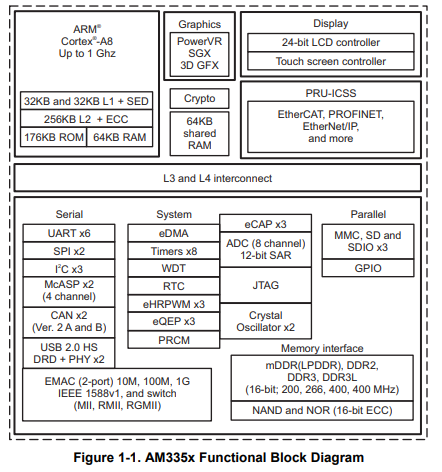 ARM®
Cortex®-A8
Up to 1 Ghz
32KB and 32KB L1 + SED
256KB L2 + ECC
176KB ROM
64KB RAM
Graphics
PowerVR
SGX
3D GFX
Crypto
64KB
shared
RAM
Display
24-bit LCD controller
Touch screen controller
PRU-ICSS
EtherCAT, PROFINET,
EtherNet/IP,
and more
L3 and L4 interconnect
Serial
UART x6
SPI x2
I²C x3
McASP x2
(4 channel)
CAN x2
(Ver. 2 A and B)
USB 2.0 HS
DRD + PHY x2
EMAC (2-port) 10M, 100M, 1G
IEEE 1588v1, and switch
(MII, RMII, RGMII)
System
eDMA
Timers x8
WDT
RTC
eHRPWM x3
eQEP x3
PRCM
eCAP x3
ADC (8 channel)
12-bit SAR
JTAG
Crystal
Oscillator x2
Parallel
MMC, SD and
SDIO x3
GPIO
Memory interface
mDDR(LPDDR), DDR2,
DDR3, DDR3L
(16-bit; 200, 266, 400, 400 MHz)
NAND and NOR (16-bit ECC)
Figure 1-1. AM335x Functional Block Diagram